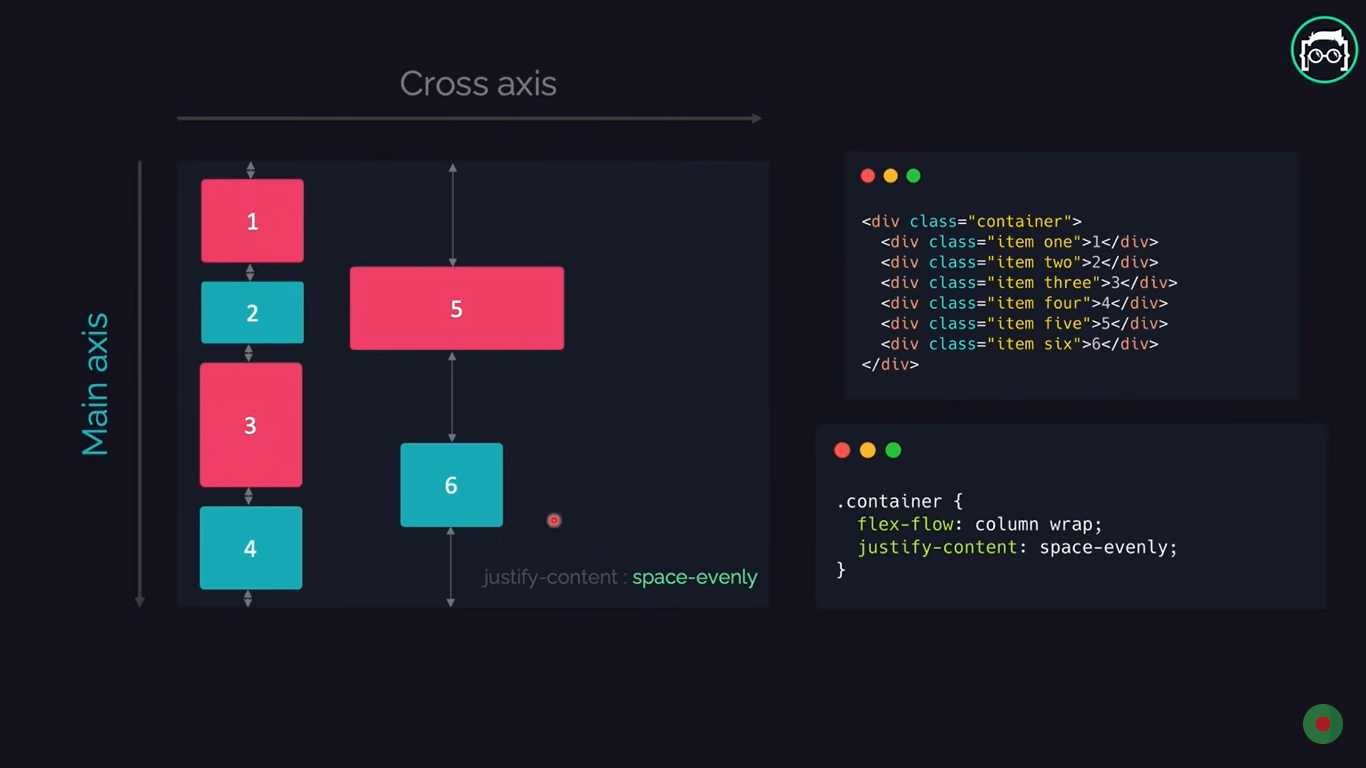 Cross axis
Main axis
1
2
3
4
5
6
justify-content : space-evenly
<div class="container">
  <div class="item one">1</div>
  <div class="item two">2</div>
  <div class="item three">3</div>
  <div class="item four">4</div>
  <div class="item five">5</div>
  <div class="item six">6</div>
</div>
.container {
  flex-flow: column wrap;
  justify-content: space-evenly;
}